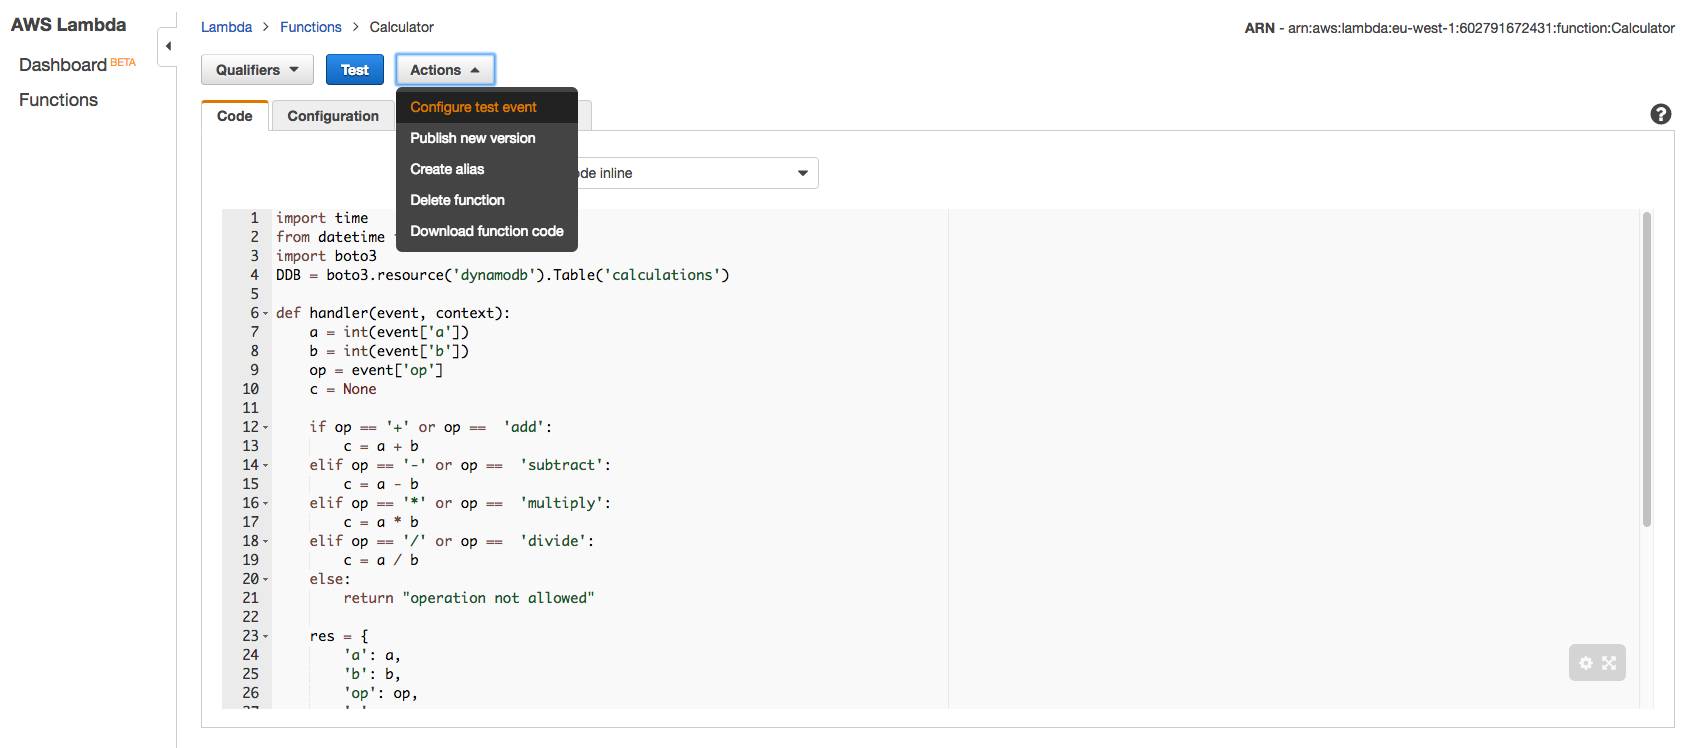 AWS Lambda
Dashboard BETA
Functions
Lambda > Functions > Calculator
ARN - arn:aws:lambda:eu-west-1:602791672431:function:Calculator
Qualifiers
Test
Actions
Configure test event
Publish new version
Create alias
Delete function
Download function code
Code
Configuration
?
inline
1 import time
2 from datetime
3 import boto3
4 DDB = boto3.resource('dynamodb').Table('calculations')
5
6 def handler(event, context):
7 a = int(event['a'])
8 b = int(event['b'])
9 op = event['op']
10 c = None
11
12 if op == '+' or op == 'add':
13 c = a + b
14 elif op == '-' or op == 'subtract':
15 c = a - b
16 elif op == '*' or op == 'multiply':
17 c = a * b
18 elif op == '/' or op == 'divide':
19 c = a / b
20 else:
21 return "operation not allowed"
22
23 res = {
24 'a': a,
25 'b': b,
26 'op': op,